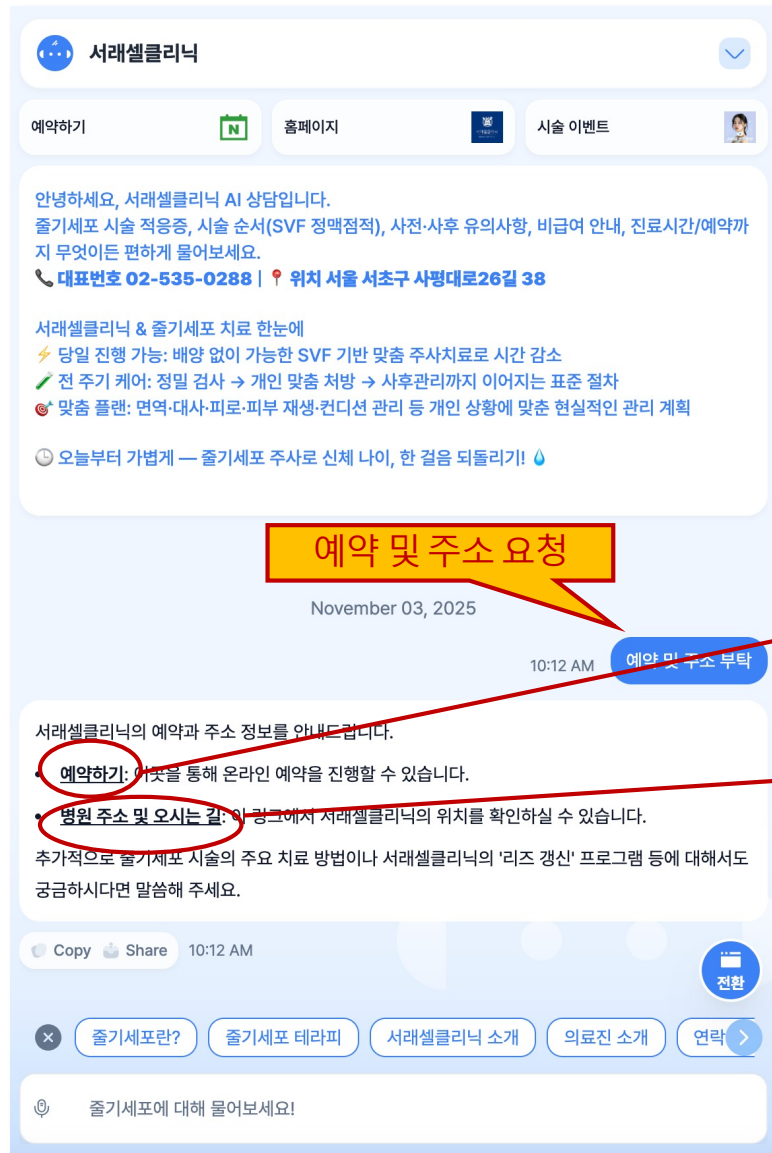 서래셀클리닉
예약하기
홈페이지
시술 이벤트
안녕하세요, 서래셀클리닉 AI 상담입니다.
줄기세포 시술 적응증, 시술 순서(SVF 정맥점적), 사전·사후 유의사항, 비급여 안내, 진료시간/예약까
지 무엇이든 편하게 물어보세요.
📞 대표번호 02-535-0288 | 📍 위치 서울 서초구 사평대로26길 38
서래셀클리닉 & 줄기세포 치료 한눈에
⚡ 당일 진행 가능: 배양 없이 가능한 SVF 기반 맞춤 주사치료로 시간 감소
🧪 전 주기 케어: 정밀 검사 → 개인 맞춤 처방 → 사후관리까지 이어지는 표준 절차
🎯 맞춤 플랜: 면역·대사·피로·피부 재생·컨디션 관리 등 개인 상황에 맞춘 현실적인 관리 계획
🕒 오늘부터 가볍게 — 줄기세포 주사로 신체 나이, 한 걸음 되돌리기! 💧
예약 및 주소 요청
November 03, 2025
10:12 AM
예약 및 주소 부탁
서래셀클리닉의 예약과 주소 정보를 안내드립니다.
• 예약하기: 이곳을 통해 온라인 예약을 진행할 수 있습니다.
• 병원 주소 및 오시는 길: 이 링크에서 서래셀클리닉의 위치를 확인하실 수 있습니다.
추가적으로 줄기세포 시술의 주요 치료 방법이나 서래셀클리닉의 '리즈 갱신' 프로그램 등에 대해서도
궁금하시다면 말씀해 주세요.
Copy Share 10:12 AM
전환
줄기세포란? 줄기세포 테라피 서래셀클리닉 소개 의료진 소개 연락
줄기세포에 대해 물어보세요!